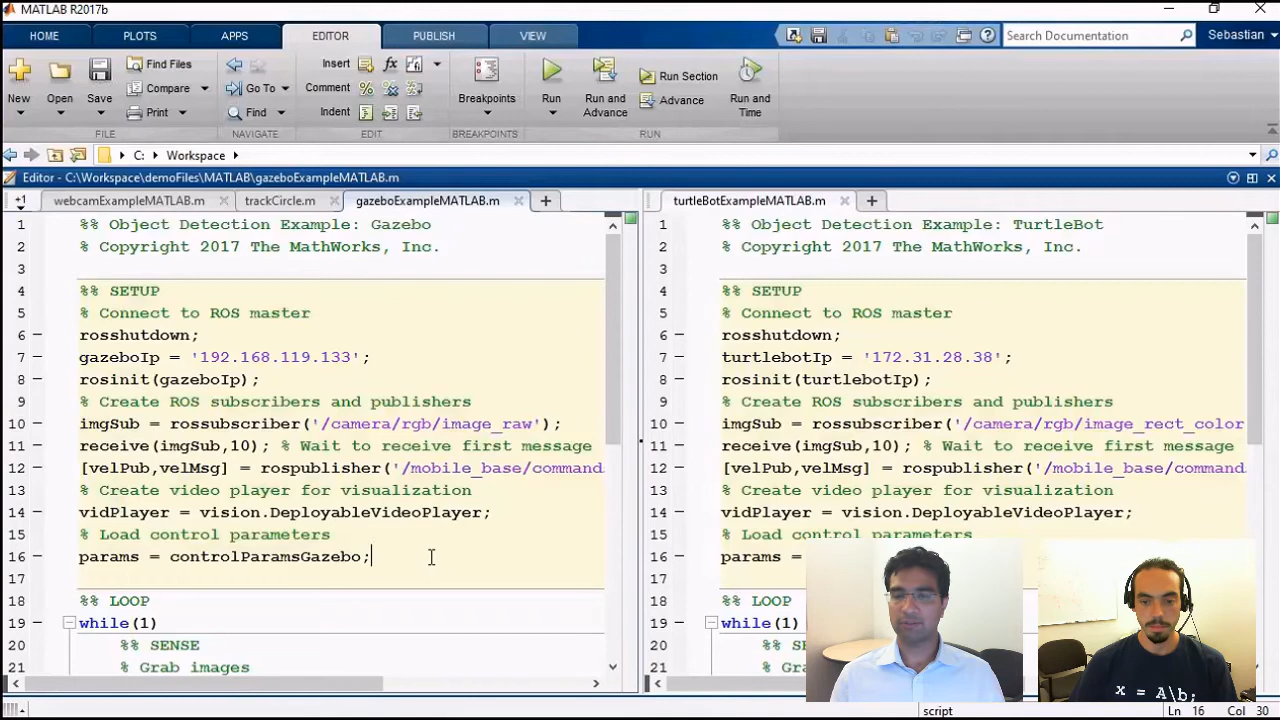 MATLAB R2017b
HOME PLOTS APPS EDITOR PUBLISH VIEW Search Documentation Sebastian
New Open Save Find Files Compare Print
Go To Find
Insert fx
Comment %
Indent
Breakpoints
Run Run and Advance Run Section Advance Run and Time
FILE NAVIGATE EDIT BREAKPOINTS RUN
C: Workspace
Editor - C:\Workspace\demoFiles\MATLAB\gazeboExampleMATLAB.m
+1 webcamExampleMATLAB.m trackCircle.m gazeboExampleMATLAB.m
1 %% Object Detection Example: Gazebo
2 % Copyright 2017 The MathWorks, Inc.
3
4 %% SETUP
5 % Connect to ROS master
6 rosshutdown;
7 gazeboIp = '192.168.119.133';
8 rosinit(gazeboIp);
9 % Create ROS subscribers and publishers
10 imgSub = rossubscriber('/camera/rgb/image_raw');
11 receive(imgSub,10); % Wait to receive first message
12 [velPub,velMsg] = rospublisher('/mobile_base/command
13 % Create video player for visualization
14 vidPlayer = vision.DeployableVideoPlayer;
15 % Load control parameters
16 params = controlParamsGazebo;
17
18 %% LOOP
19 while(1)
20 %% SENSE
21 % Grab images
turtleBotExampleMATLAB.m
1 %% Object Detection Example: TurtleBot
2 % Copyright 2017 The MathWorks, Inc.
3
4 %% SETUP
5 % Connect to ROS master
6 rosshutdown;
7 turtlebotIp = '172.31.28.38';
8 rosinit(turtlebotIp);
9 % Create ROS subscribers and publishers
10 imgSub = rossubscriber('/camera/rgb/image_rect_color
11 receive(imgSub,10); % Wait to receive first message
12 [velPub,velMsg] = rospublisher('/mobile_base/command
13 % Create video player for visualization
14 vidPlayer = vision.DeployableVideoPlayer;
15 % Load control parameters
16 params =
17
18 %% LOOP
19 while(1)
20 %% SE
21 % Gr
x = A\b;
script Ln 16 Col 30